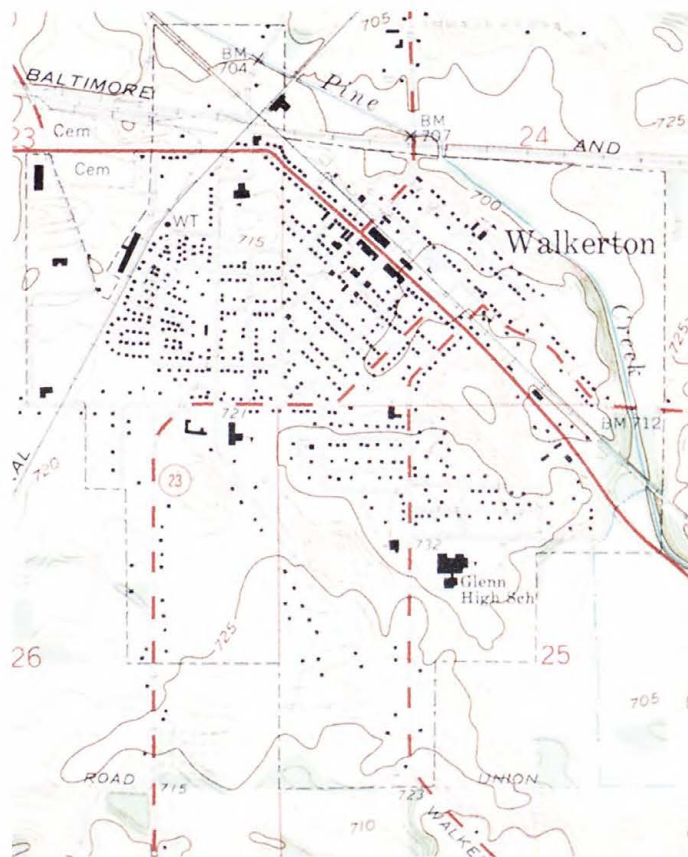 705
BM
704
Pine
BALTIMORE
BM
707
23
24
AND
725
Cem
Cem
700
WT
715
Walkerton
Creek
725
721
BM 712
720
23
732
Glenn
High Sch
725
26
25
705
ROAD
715
UNION
723
710